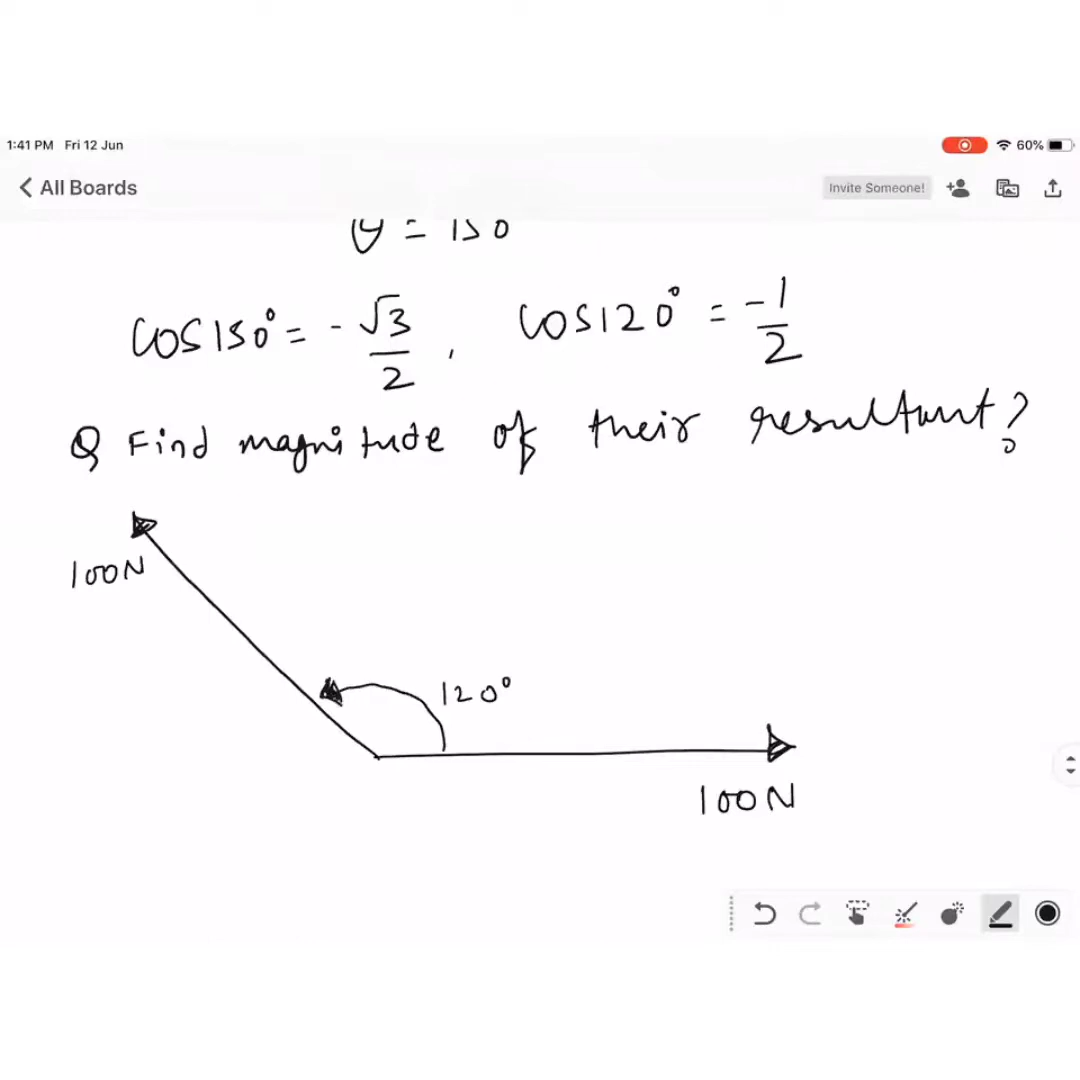 1:41 PM Fri 12 Jun 60%
All Boards Invite Someone!
θ = 150
cos150° = -√3/2 , cos120° = -1/2
Q Find magnitude of their resultant?
100N
120°
100N